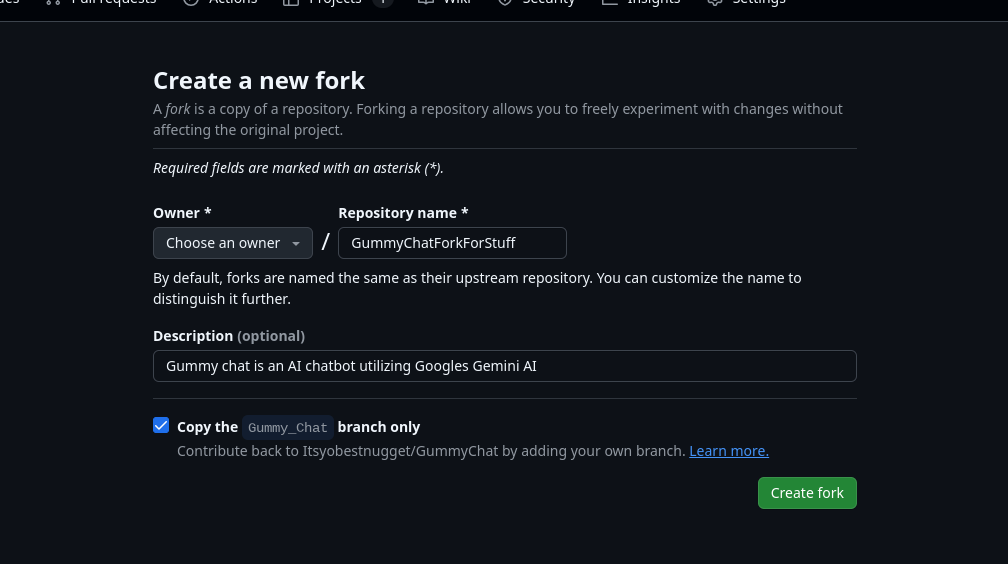 Pull requests Actions Projects 1 Wiki Security Insights Settings
Create a new fork
A fork is a copy of a repository. Forking a repository allows you to freely experiment with changes without
affecting the original project.
Required fields are marked with an asterisk (*).
Owner * Repository name *
Choose an owner / GummyChatForkForStuff
By default, forks are named the same as their upstream repository. You can customize the name to
distinguish it further.
Description (optional)
Gummy chat is an AI chatbot utilizing Googles Gemini AI
Copy the Gummy_Chat branch only
Contribute back to Itsyobestnugget/GummyChat by adding your own branch. Learn more.
Create fork